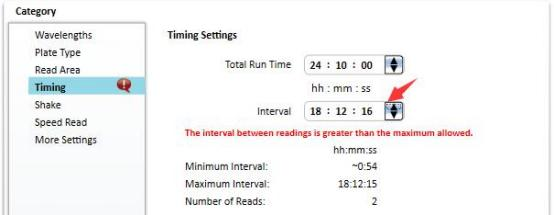 Category
Wavelengths
Plate Type
Read Area
Timing
Shake
Speed Read
More Settings
Timing Settings
Total Run Time 24 : 10 : 00
hh : mm : ss
Interval 18 : 12 : 16
The interval between readings is greater than the maximum allowed.
hh:mm:ss
Minimum Interval: ~0:54
Maximum Interval: 18:12:15
Number of Reads: 2